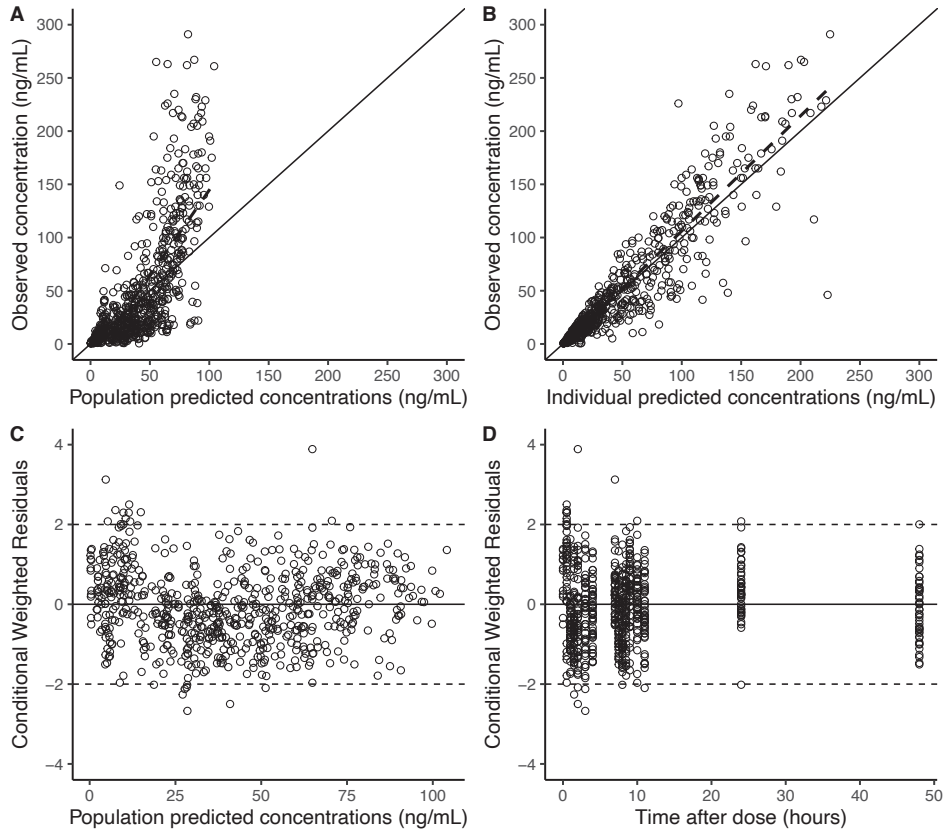 A
Observed concentration (ng/mL)
300
250
200
150
100
50
0
0 50 100 150 200 250 300
Population predicted concentrations (ng/mL)
B
Observed concentration (ng/mL)
300
250
200
150
100
50
0
0 50 100 150 200 250 300
Individual predicted concentrations (ng/mL)
C
Conditional Weighted Residuals
4
2
0
−2
−4
0 25 50 75 100
Population predicted concentrations (ng/mL)
D
Conditional Weighted Residuals
4
2
0
−2
−4
0 10 20 30 40 50
Time after dose (hours)